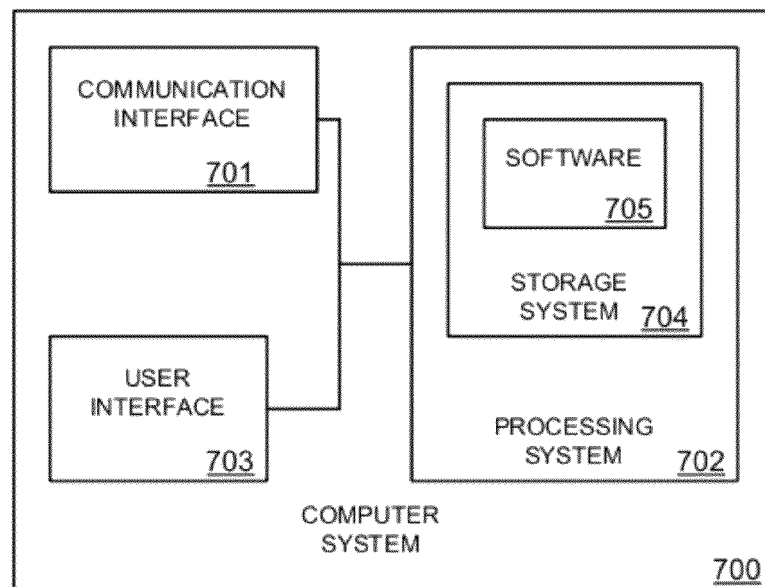 COMMUNICATION
INTERFACE
701
SOFTWARE
705
STORAGE
SYSTEM
704
USER
INTERFACE
703
PROCESSING
SYSTEM
702
COMPUTER
SYSTEM
700